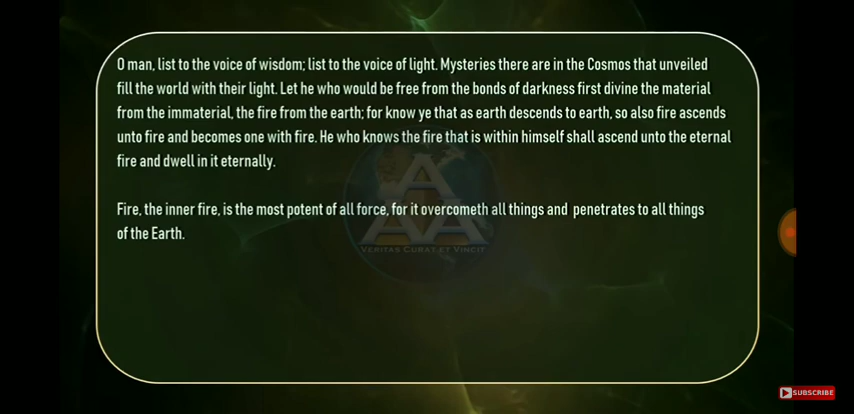 O man, list to the voice of wisdom; list to the voice of light. Mysteries there are in the Cosmos that unveiled
fill the world with their light. Let he who would be free from the bonds of darkness first divine the material
from the immaterial, the fire from the earth; for know ye that as earth descends to earth, so also fire ascends
unto fire and becomes one with fire. He who knows the fire that is within himself shall ascend unto the eternal
fire and dwell in it eternally.
Fire, the inner fire, is the most potent of all force, for it overcometh all things and penetrates to all things
of the Earth.
AAA
VERITAS CURAT ET VINCIT
SUBSCRIBE